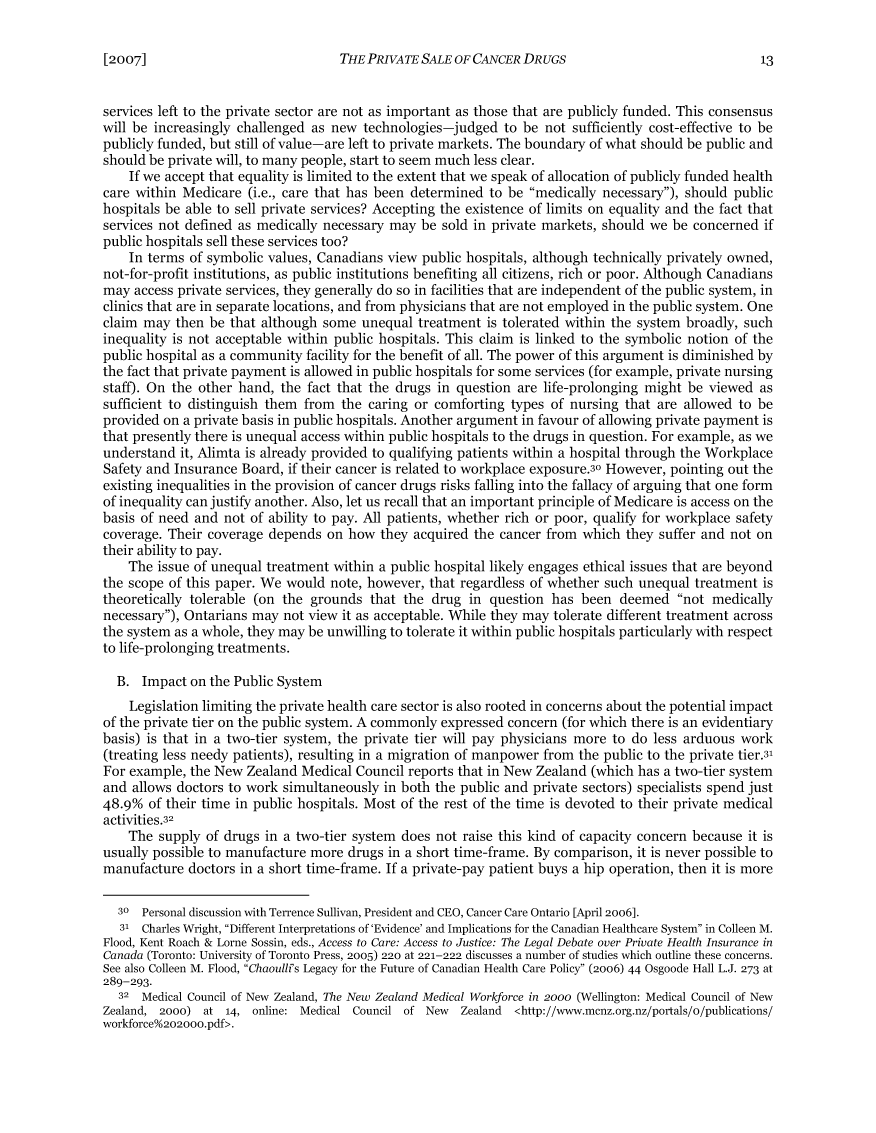 [2007] THE PRIVATE SALE OF CANCER DRUGS 13
services left to the private sector are not as important as those that are publicly funded. This consensus
will be increasingly challenged as new technologies—judged to be not sufficiently cost-effective to be
publicly funded, but still of value—are left to private markets. The boundary of what should be public and
should be private will, to many people, start to seem much less clear.
If we accept that equality is limited to the extent that we speak of allocation of publicly funded health
care within Medicare (i.e., care that has been determined to be “medically necessary”), should public
hospitals be able to sell private services? Accepting the existence of limits on equality and the fact that
services not defined as medically necessary may be sold in private markets, should we be concerned if
public hospitals sell these services too?
In terms of symbolic values, Canadians view public hospitals, although technically privately owned,
not-for-profit institutions, as public institutions benefiting all citizens, rich or poor. Although Canadians
may access private services, they generally do so in facilities that are independent of the public system, in
clinics that are in separate locations, and from physicians that are not employed in the public system. One
claim may then be that although some unequal treatment is tolerated within the system broadly, such
inequality is not acceptable within public hospitals. This claim is linked to the symbolic notion of the
public hospital as a community facility for the benefit of all. The power of this argument is diminished by
the fact that private payment is allowed in public hospitals for some services (for example, private nursing
staff). On the other hand, the fact that the drugs in question are life-prolonging might be viewed as
sufficient to distinguish them from the caring or comforting types of nursing that are allowed to be
provided on a private basis in public hospitals. Another argument in favour of allowing private payment is
that presently there is unequal access within public hospitals to the drugs in question. For example, as we
understand it, Alimta is already provided to qualifying patients within a hospital through the Workplace
Safety and Insurance Board, if their cancer is related to workplace exposure.30 However, pointing out the
existing inequalities in the provision of cancer drugs risks falling into the fallacy of arguing that one form
of inequality can justify another. Also, let us recall that an important principle of Medicare is access on the
basis of need and not of ability to pay. All patients, whether rich or poor, qualify for workplace safety
coverage. Their coverage depends on how they acquired the cancer from which they suffer and not on
their ability to pay.
The issue of unequal treatment within a public hospital likely engages ethical issues that are beyond
the scope of this paper. We would note, however, that regardless of whether such unequal treatment is
theoretically tolerable (on the grounds that the drug in question has been deemed “not medically
necessary”), Ontarians may not view it as acceptable. While they may tolerate different treatment across
the system as a whole, they may be unwilling to tolerate it within public hospitals particularly with respect
to life-prolonging treatments.
B. Impact on the Public System
Legislation limiting the private health care sector is also rooted in concerns about the potential impact
of the private tier on the public system. A commonly expressed concern (for which there is an evidentiary
basis) is that in a two-tier system, the private tier will pay physicians more to do less arduous work
(treating less needy patients), resulting in a migration of manpower from the public to the private tier.31
For example, the New Zealand Medical Council reports that in New Zealand (which has a two-tier system
and allows doctors to work simultaneously in both the public and private sectors) specialists spend just
48.9% of their time in public hospitals. Most of the rest of the time is devoted to their private medical
activities.32
The supply of drugs in a two-tier system does not raise this kind of capacity concern because it is
usually possible to manufacture more drugs in a short time-frame. By comparison, it is never possible to
manufacture doctors in a short time-frame. If a private-pay patient buys a hip operation, then it is more
30 Personal discussion with Terrence Sullivan, President and CEO, Cancer Care Ontario [April 2006].
31 Charles Wright, “Different Interpretations of ‘Evidence’ and Implications for the Canadian Healthcare System” in Colleen M.
Flood, Kent Roach & Lorne Sossin, eds., Access to Care: Access to Justice: The Legal Debate over Private Health Insurance in
Canada (Toronto: University of Toronto Press, 2005) 220 at 221–222 discusses a number of studies which outline these concerns.
See also Colleen M. Flood, “Chaoulli’s Legacy for the Future of Canadian Health Care Policy” (2006) 44 Osgoode Hall L.J. 273 at
289–293.
32 Medical Council of New Zealand, The New Zealand Medical Workforce in 2000 (Wellington: Medical Council of New
Zealand, 2000) at 14, online: Medical Council of New Zealand <http://www.mcnz.org.nz/portals/0/publications/
workforce%202000.pdf>.